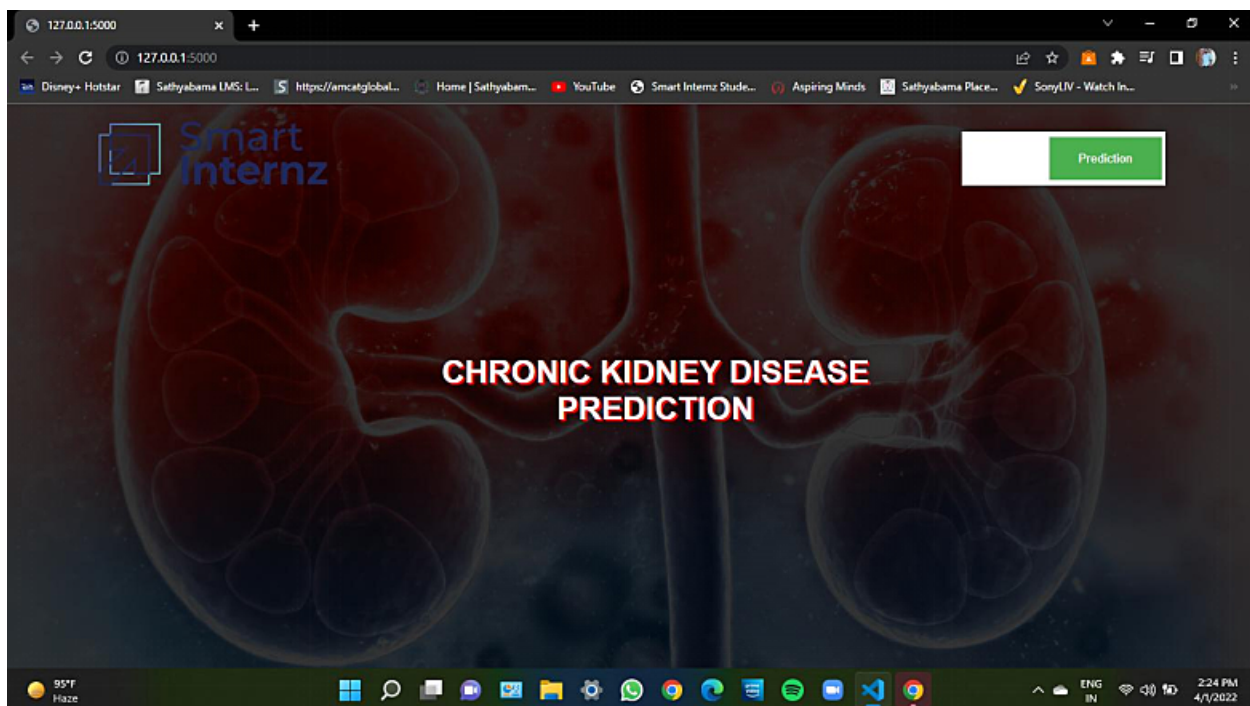 127.0.0.1:5000
127.0.0.1:5000
Disney+ Hotstar Sathyabama LMS: L... https://amcatglobal... Home | Sathyabam... YouTube Smart Internz Stude... Aspiring Minds Sathyabama Place... SonyLIV - Watch In...
Smart
Internz
Prediction
CHRONIC KIDNEY DISEASE
PREDICTION
95°F
Haze
ENG
IN
2:24 PM
4/1/2022